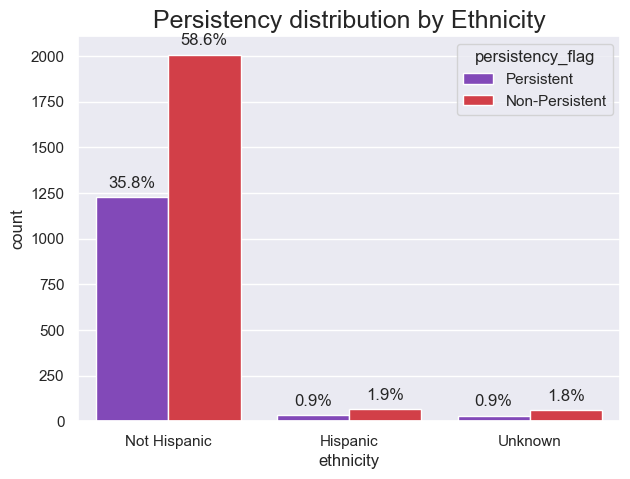 Persistency distribution by Ethnicity
58.6%
2000
persistency_flag
Persistent
Non-Persistent
1750
1500
35.8%
1250
count
1000
750
500
250
0.9%
1.9%
0.9%
1.8%
0
Not Hispanic
Hispanic
Unknown
ethnicity